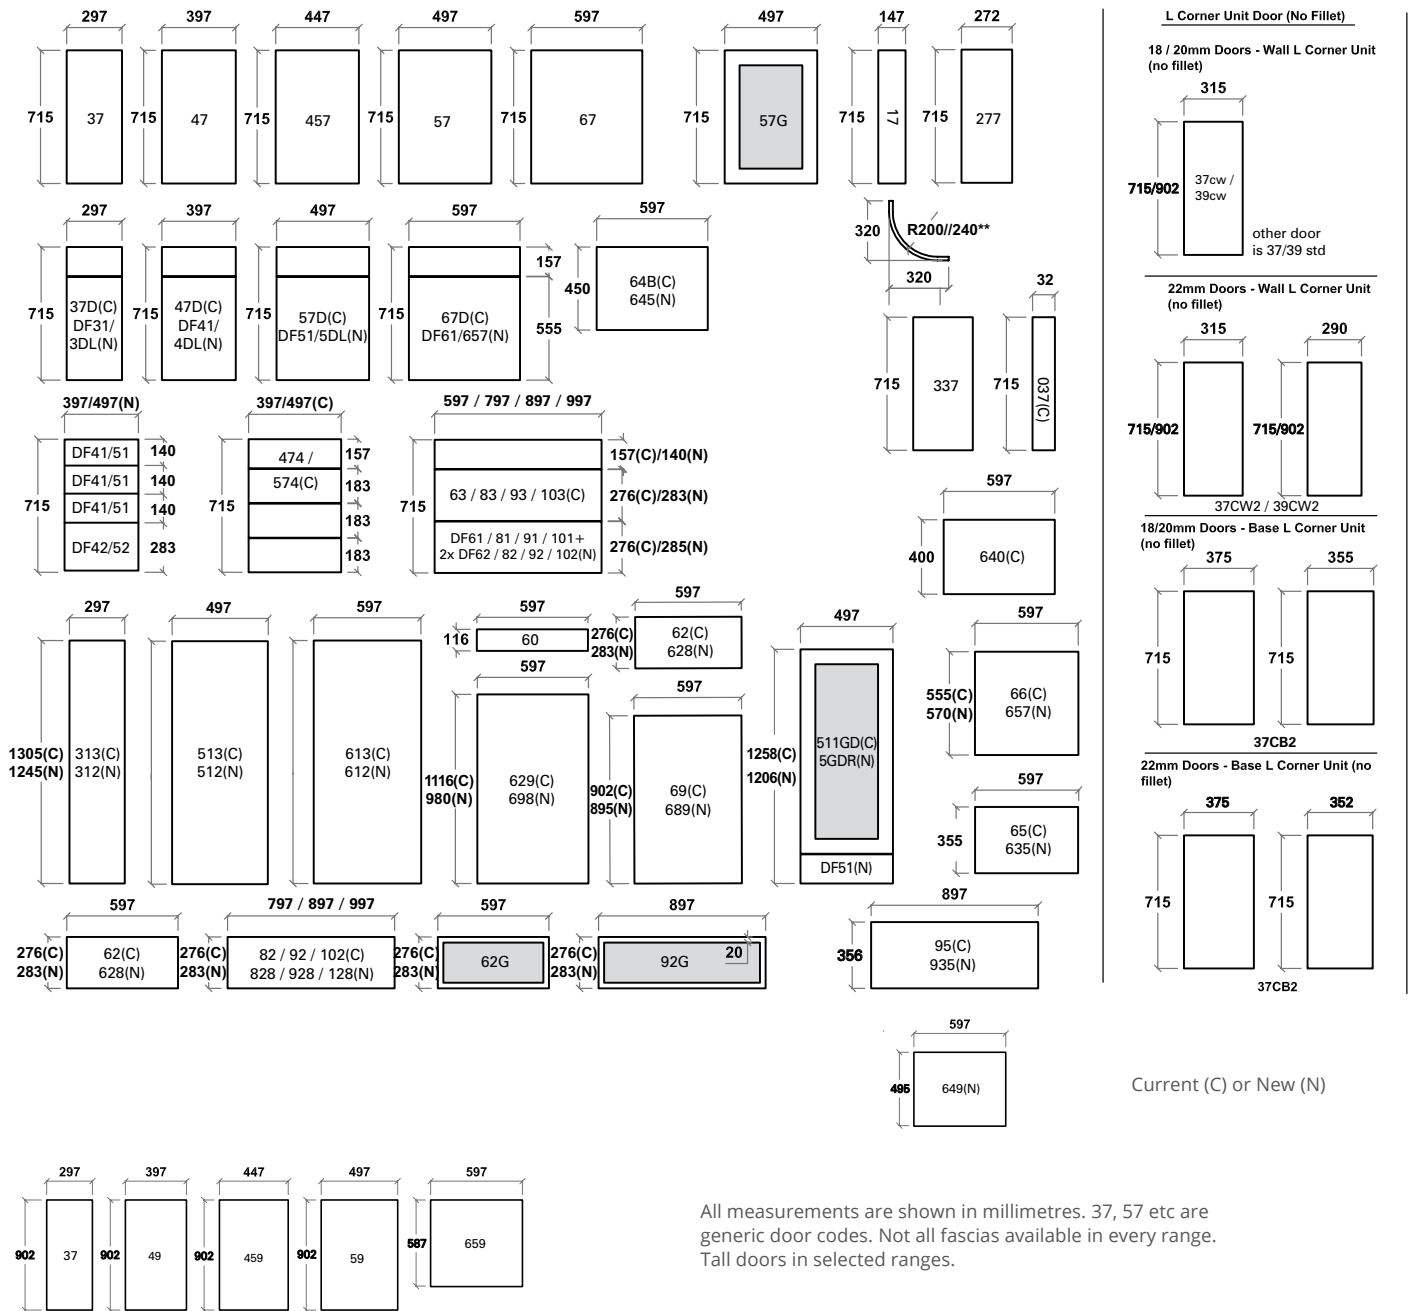 297 397 447 497 597 497 147 272
715 37 715 47 715 457 715 57 715 67 715 57G 715 17 715 277
297 397 497 597 597
320 R200//240**
320
715 37D(C) 715 47D(C) 715 57D(C) 715 67D(C) 157 450 64B(C)
DF31/ DF41/ DF51/5DL(N) DF61/657(N) 555 645(N)
3DL(N) 4DL(N)
32
715 337 715 037(C)
397/497(N) 397/497(C) 597 / 797 / 897 / 997
715 DF41/51 140 715 474 / 157 715 157(C)/140(N)
DF41/51 140 574(C) 183 63 / 83 / 93 / 103(C) 276(C)/283(N)
DF41/51 140 183
DF42/52 283 183 DF61 / 81 / 91 / 101+ 276(C)/285(N)
2x DF62 / 82 / 92 / 102(N)
597
400 640(C)
297 497 597 597 597 497 597
1305(C) 313(C) 513(C) 613(C)
1245(N) 312(N) 512(N) 612(N)
116 60
276(C) 62(C)
283(N) 628(N)
597 597
1116(C) 629(C) 902(C) 69(C)
980(N) 698(N) 895(N) 689(N)
1258(C) 511GD(C)
1206(N) 5GDR(N)
DF51(N)
555(C) 66(C)
570(N) 657(N)
597
355 65(C)
635(N)
597 797 / 897 / 997 597 897 897
276(C) 62(C) 276(C) 82 / 92 / 102(C) 276(C) 62G 276(C) 92G 20 356 95(C)
283(N) 628(N) 283(N) 828 / 928 / 128(N) 283(N) 283(N) 935(N)
597
495 649(N)
297 397 447 497 597
902 37 902 49 902 459 902 59 587 659
L Corner Unit Door (No Fillet)
18 / 20mm Doors - Wall L Corner Unit
(no fillet)
315
715/902 37cw /
39cw
other door
is 37/39 std
22mm Doors - Wall L Corner Unit
(no fillet)
315 290
715/902 715/902
37CW2 / 39CW2
18/20mm Doors - Base L Corner Unit
(no fillet)
375 355
715 715
37CB2
22mm Doors - Base L Corner Unit (no
fillet)
375 352
715 715
37CB2
Current (C) or New (N)
All measurements are shown in millimetres. 37, 57 etc are
generic door codes. Not all fascias available in every range.
Tall doors in selected ranges.